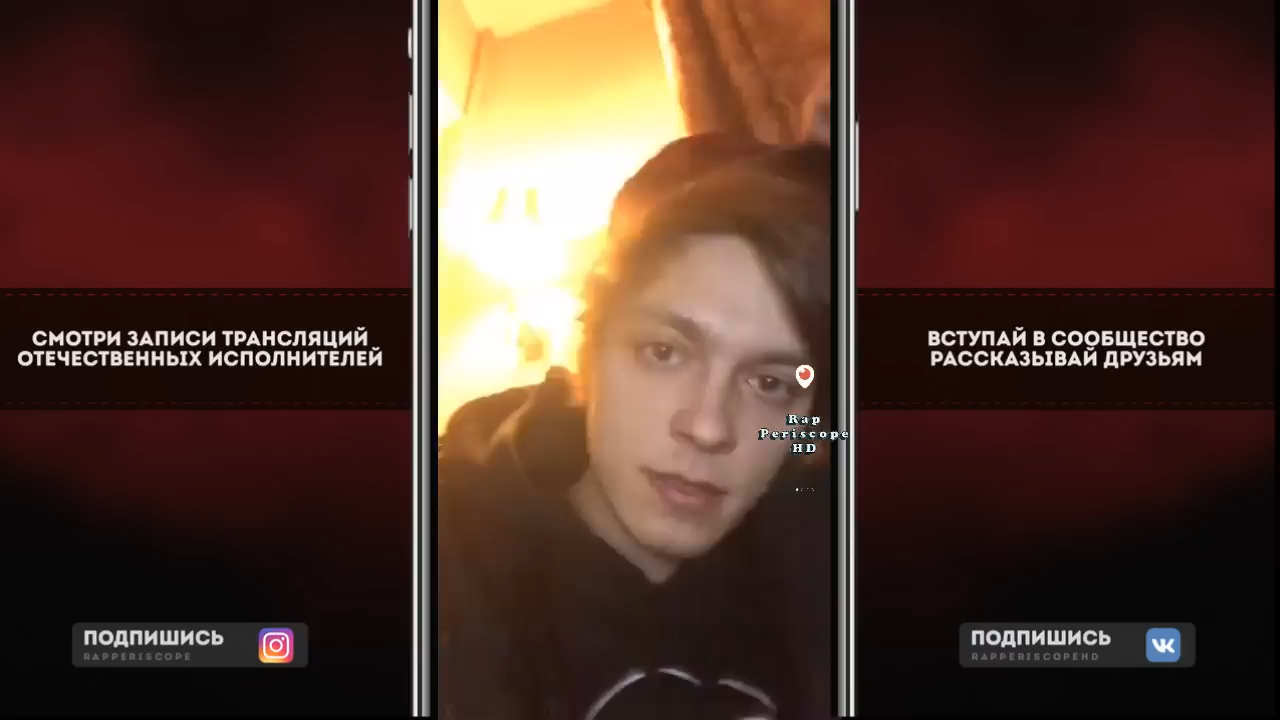 СМОТРИ ЗАПИСИ ТРАНСЛЯЦИЙ
ОТЕЧЕСТВЕННЫХ ИСПОЛНИТЕЛЕЙ
ВСТУПАЙ В СООБЩЕСТВО
РАССКАЗЫВАЙ ДРУЗЬЯМ
Rap
Periscope
HD
ПОДПИШИСЬ
RAPPERISCOPE
ПОДПИШИСЬ
RAPPERISCOPEHD